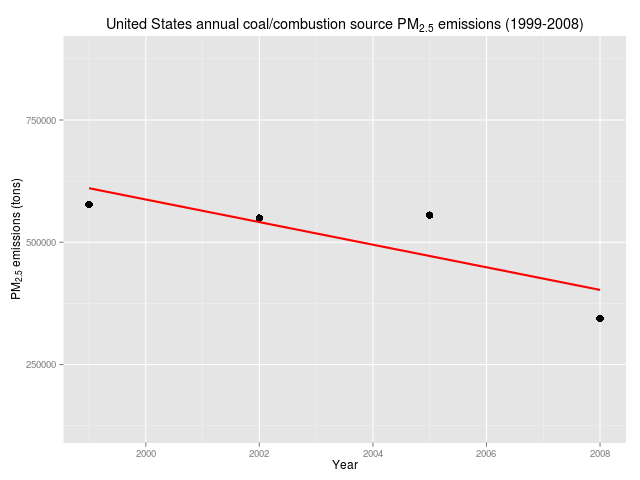 United States annual coal/combustion source PM2.5 emissions (1999-2008)
PM2.5 emissions (tons)
750000
500000
250000
2000 2002 2004 2006 2008
Year